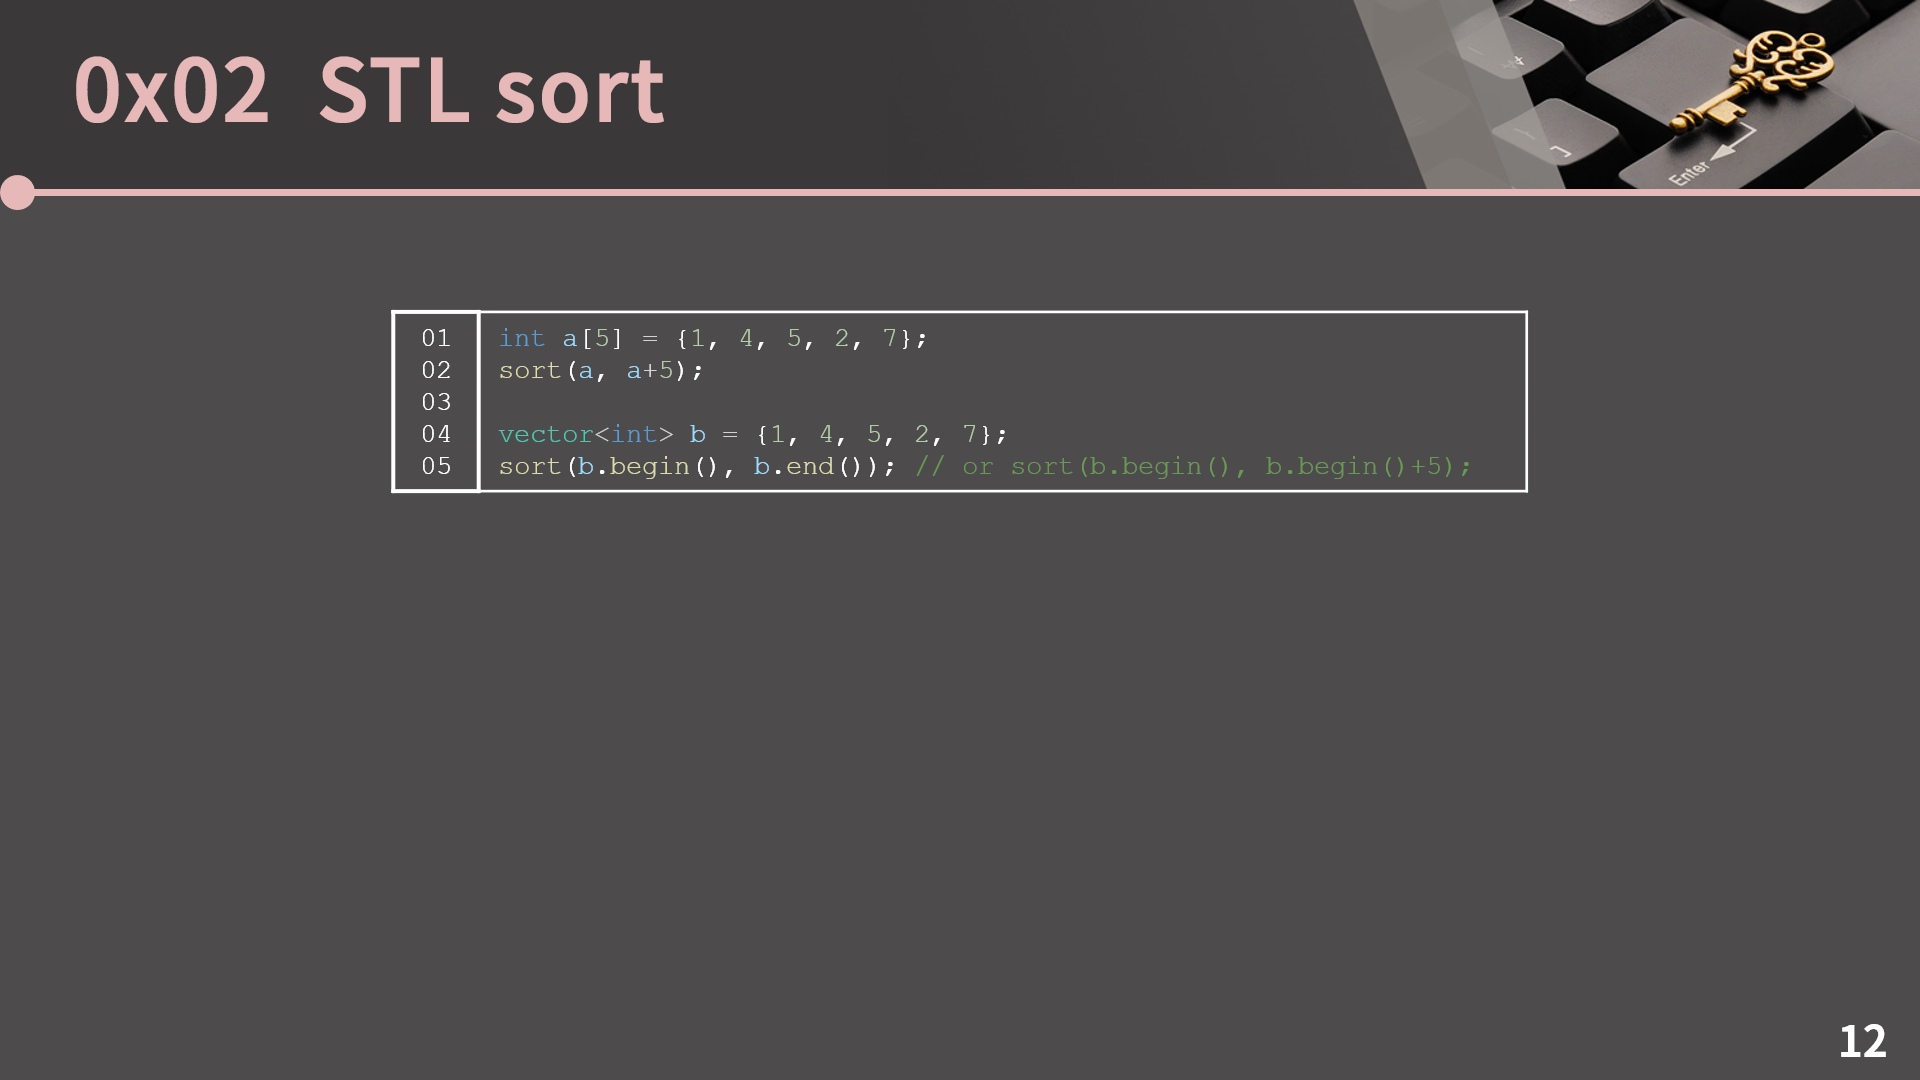 0x02 STL sort
Enter
01 int a[5] = {1, 4, 5, 2, 7};
02 sort(a, a+5);
03
04 vector<int> b = {1, 4, 5, 2, 7};
05 sort(b.begin(), b.end()); // or sort(b.begin(), b.begin()+5);
12